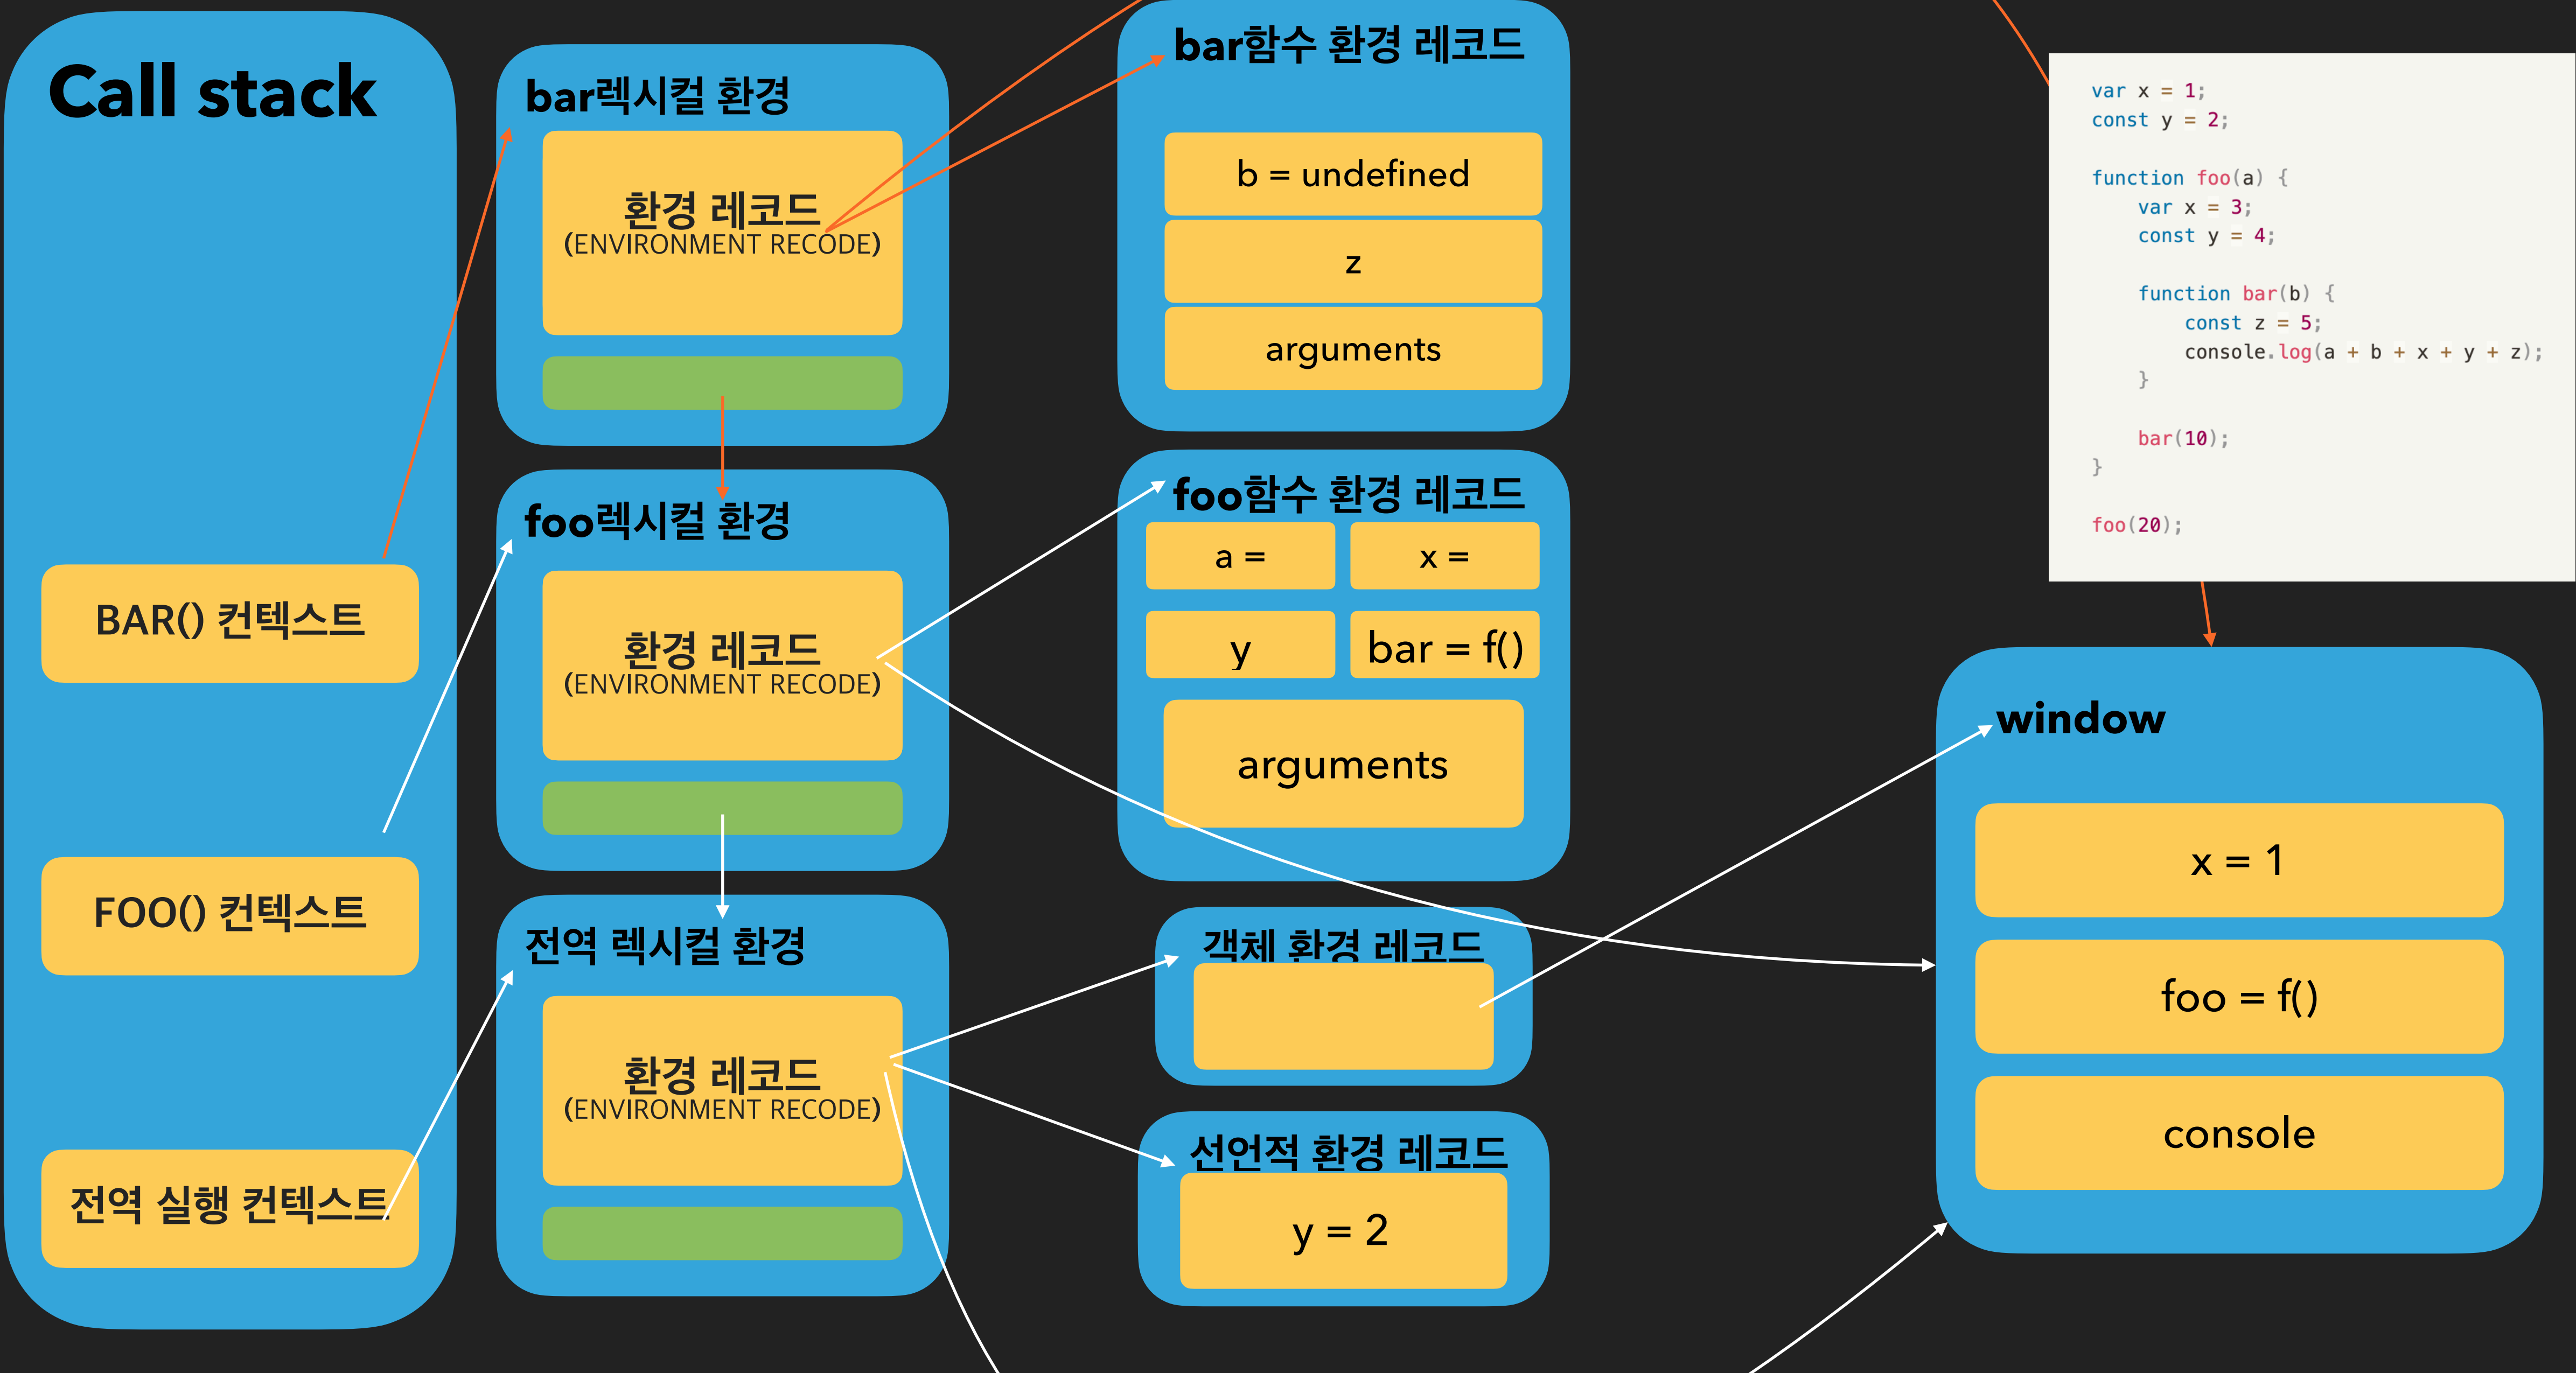 Call stack
BAR() 컨텍스트
FOO() 컨텍스트
전역 실행 컨텍스트
bar렉시컬 환경
환경 레코드
(ENVIRONMENT RECODE)
foo렉시컬 환경
환경 레코드
(ENVIRONMENT RECODE)
전역 렉시컬 환경
환경 레코드
(ENVIRONMENT RECODE)
bar함수 환경 레코드
b = undefined
z
arguments
foo함수 환경 레코드
a =
x =
y
bar = f()
arguments
객체 환경 레코드
선언적 환경 레코드
y = 2
var x = 1;
const y = 2;
function foo(a) {
var x = 3;
const y = 4;
function bar(b) {
const z = 5;
console.log(a + b + x + y + z);
}
bar(10);
}
foo(20);
window
x = 1
foo = f()
console